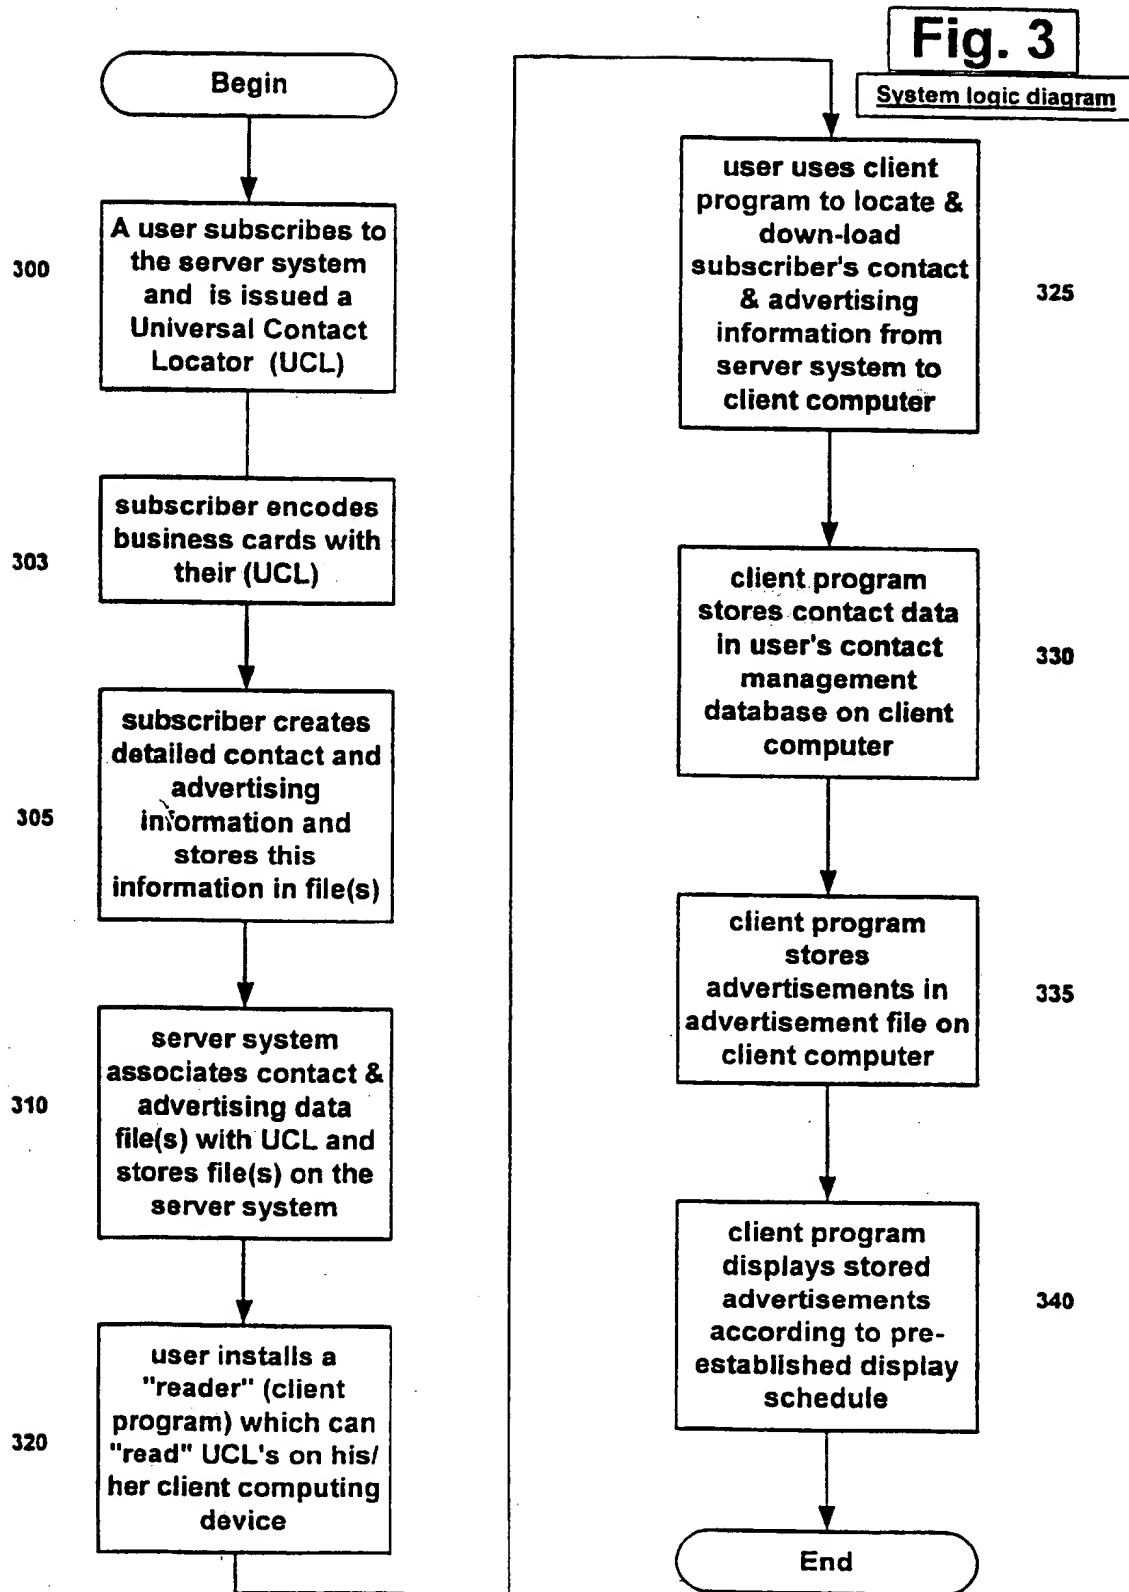 Fig. 3
System logic diagram
Begin
300
A user subscribes to
the server system
and is issued a
Universal Contact
Locator (UCL)
303
subscriber encodes
business cards with
their (UCL)
305
subscriber creates
detailed contact and
advertising
information and
stores this
information in file(s)
310
server system
associates contact &
advertising data
file(s) with UCL and
stores file(s) on the
server system
320
user installs a
"reader" (client
program) which can
"read" UCL's on his/
her client computing
device
user uses client
program to locate &
down-load
subscriber's contact
& advertising
information from
server system to
client computer
325
client program
stores contact data
in user's contact
management
database on client
computer
330
client program
stores
advertisements in
advertisement file on
client computer
335
client program
displays stored
advertisements
according to pre-
established display
schedule
340
End